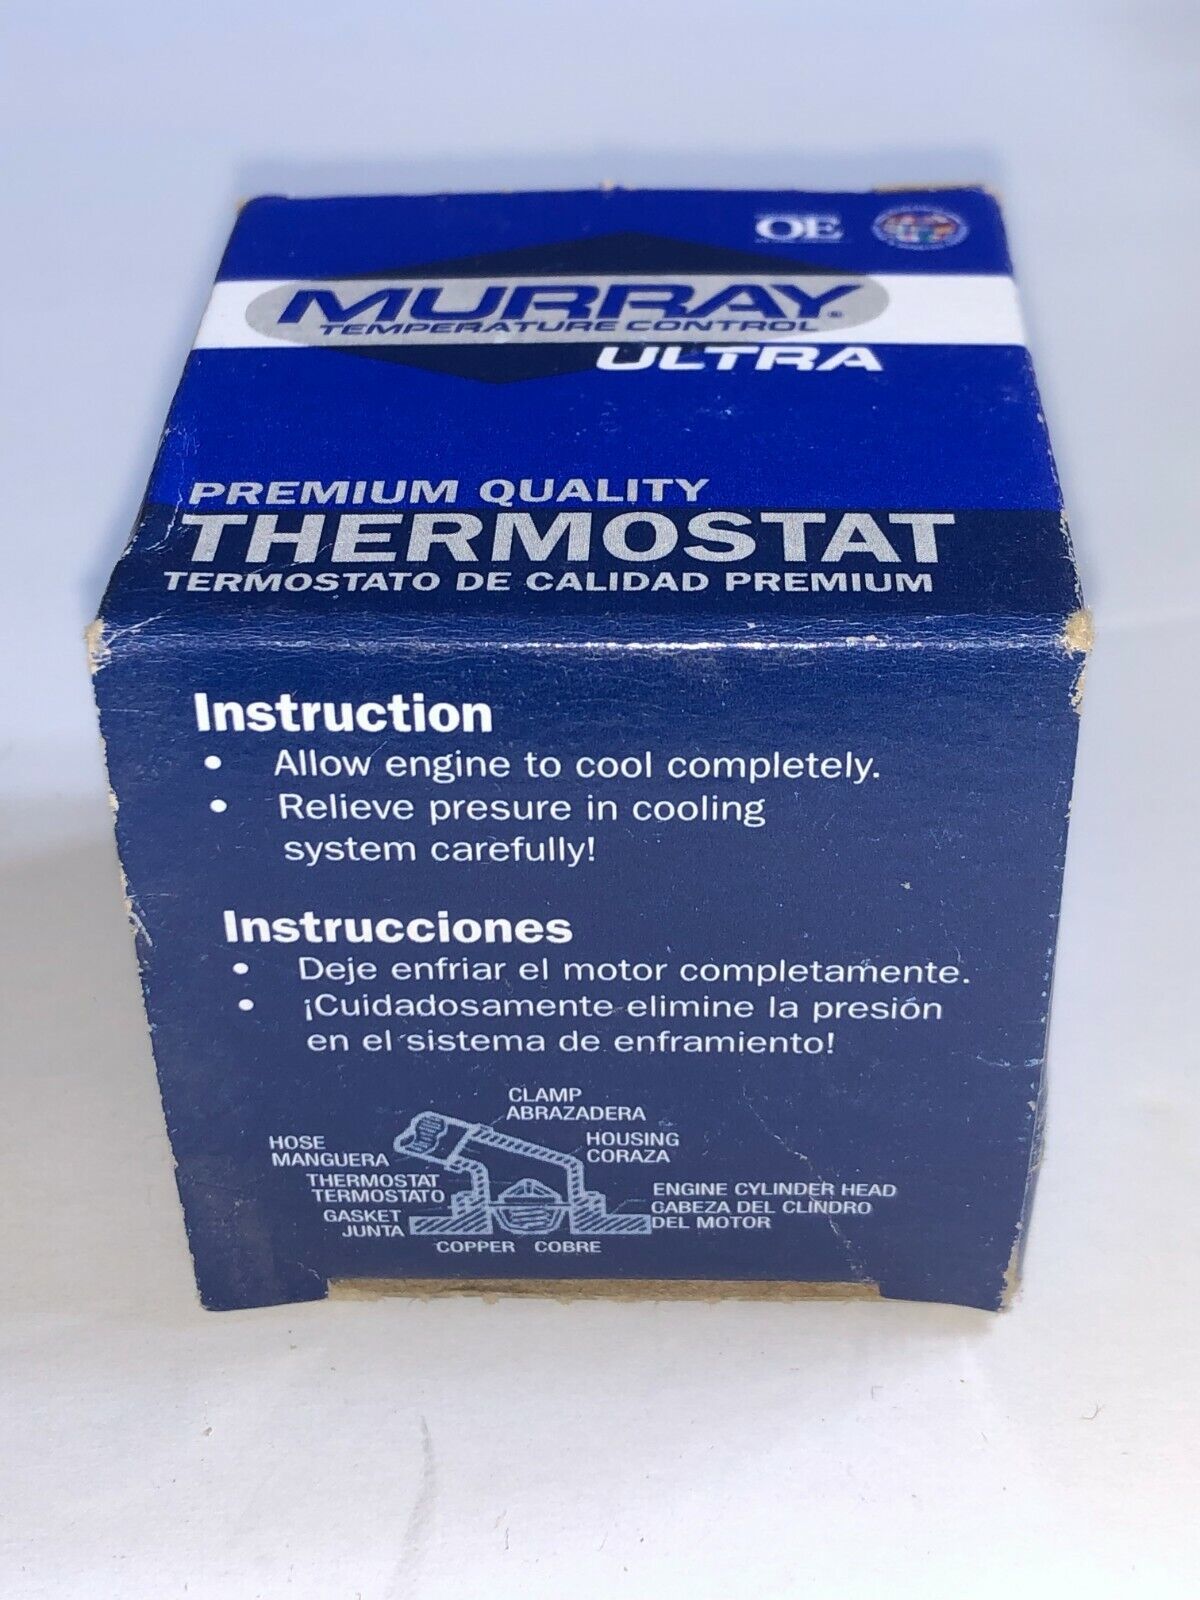 OE
MURRAY®
TEMPERATURE CONTROL
ULTRA
PREMIUM QUALITY
THERMOSTAT
TERMOSTATO DE CALIDAD PREMIUM
Instruction
• Allow engine to cool completely.
• Relieve presure in cooling
system carefully!
Instrucciones
• Deje enfriar el motor completamente.
• ¡Cuidadosamente elimine la presión
en el sistema de enframiento!
CLAMP
ABRAZADERA
HOSE
MANGUERA
HOUSING
CORAZA
THERMOSTAT
TERMOSTATO
ENGINE CYLINDER HEAD
CABEZA DEL CLINDRO
DEL MOTOR
GASKET
JUNTA
COPPER COBRE